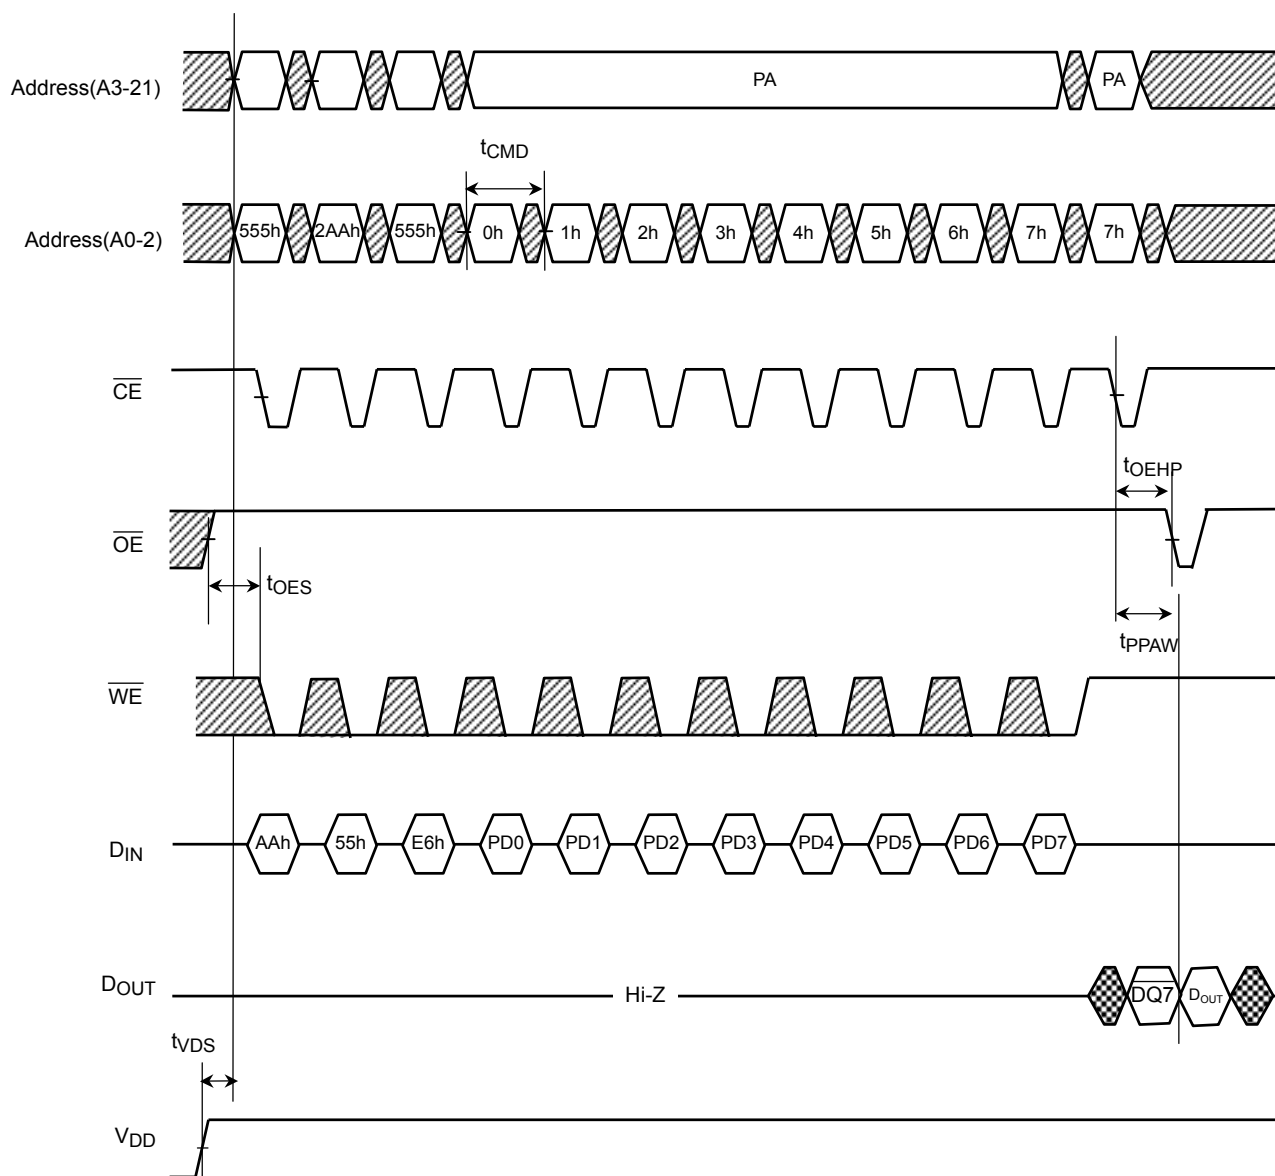 Address(A3-21)
PA
PA
tCMD
Address(A0-2)
555h 2AAh 555h 0h 1h 2h 3h 4h 5h 6h 7h 7h
CE
tOEHP
OE
tOES
tPPAW
WE
DIN
AAh 55h E6h PD0 PD1 PD2 PD3 PD4 PD5 PD6 PD7
DOUT
Hi-Z
DQ7
DOUT
tVDS
VDD